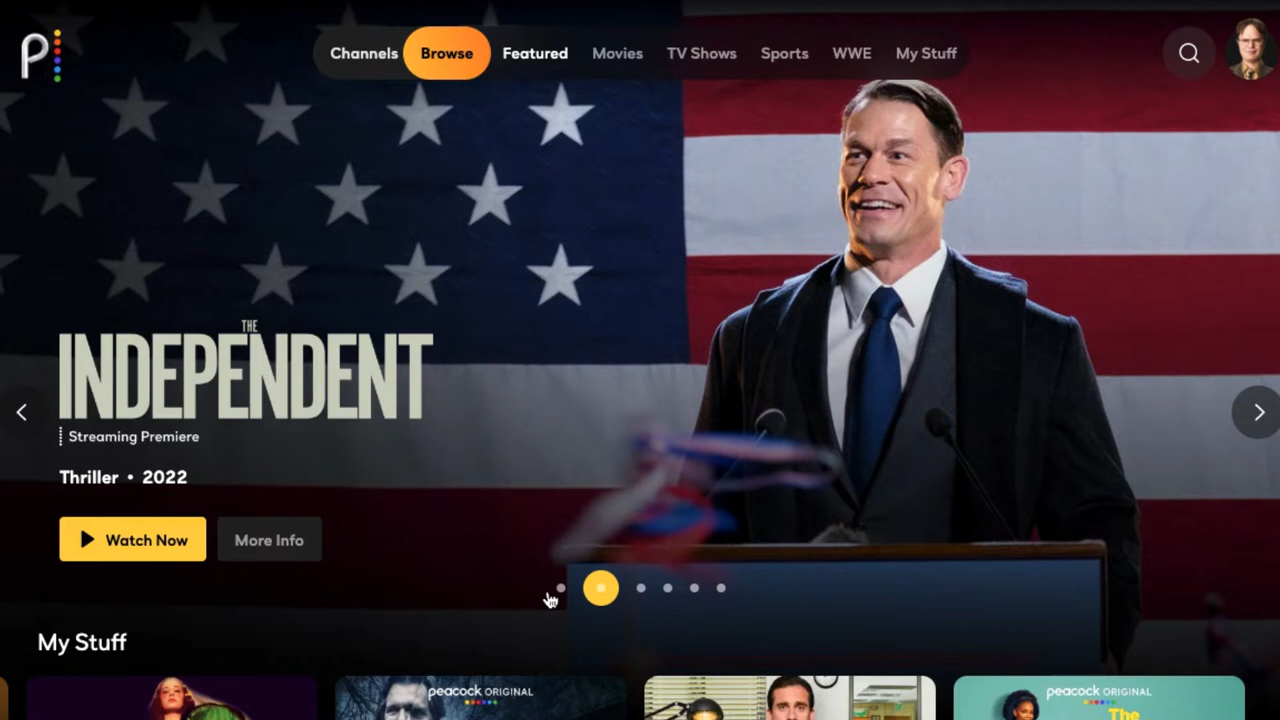 P
Channels Browse Featured Movies TV Shows Sports WWE My Stuff
THE
INDEPENDENT
Streaming Premiere
Thriller • 2022
Watch Now More Info
My Stuff
peacock ORIGINAL peacock ORIGINAL
The